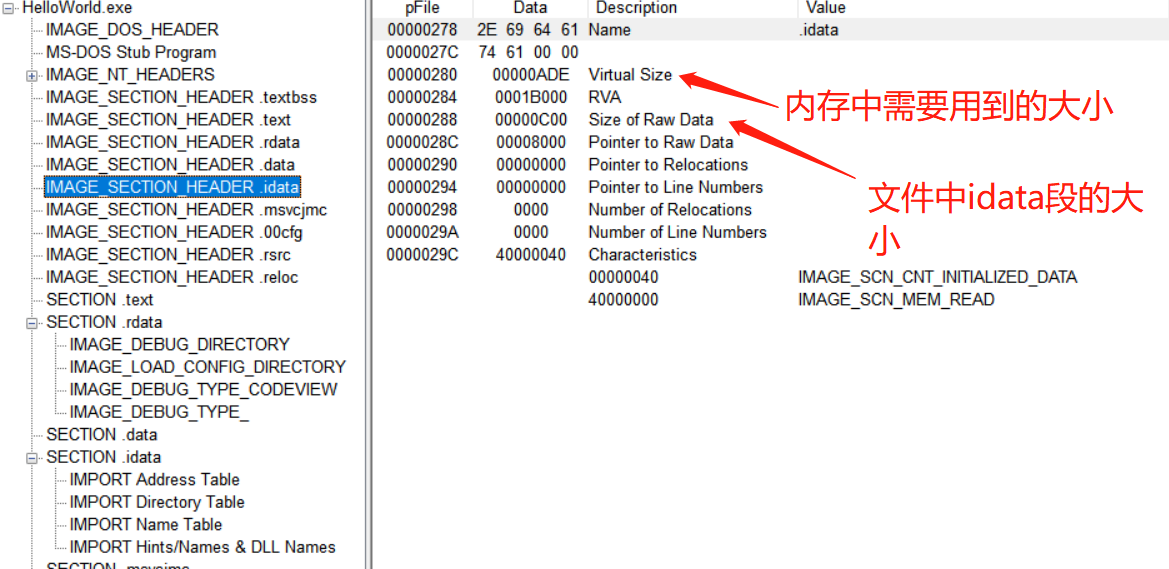 HelloWorld.exe
IMAGE_DOS_HEADER
MS-DOS Stub Program
IMAGE_NT_HEADERS
IMAGE_SECTION_HEADER .textbss
IMAGE_SECTION_HEADER .text
IMAGE_SECTION_HEADER .rdata
IMAGE_SECTION_HEADER .data
IMAGE_SECTION_HEADER .idata
IMAGE_SECTION_HEADER .msvcjmc
IMAGE_SECTION_HEADER .00cfg
IMAGE_SECTION_HEADER .rsrc
IMAGE_SECTION_HEADER .reloc
SECTION .text
SECTION .rdata
IMAGE_DEBUG_DIRECTORY
IMAGE_LOAD_CONFIG_DIRECTORY
IMAGE_DEBUG_TYPE_CODEVIEW
IMAGE_DEBUG_TYPE_
SECTION .data
SECTION .idata
IMPORT Address Table
IMPORT Directory Table
IMPORT Name Table
IMPORT Hints/Names & DLL Names
pFile Data Description Value
00000278 2E 69 64 61 Name .idata
0000027C 74 61 00 00
00000280 00000ADE Virtual Size
00000284 0001B000 RVA
00000288 00000C00 Size of Raw Data
0000028C 00008000 Pointer to Raw Data
00000290 00000000 Pointer to Relocations
00000294 00000000 Pointer to Line Numbers
00000298 0000 Number of Relocations
0000029A 0000 Number of Line Numbers
0000029C 40000040 Characteristics
00000040 IMAGE_SCN_CNT_INITIALIZED_DATA
40000000 IMAGE_SCN_MEM_READ
内存中需要用到的大小
文件中idata段的大
小